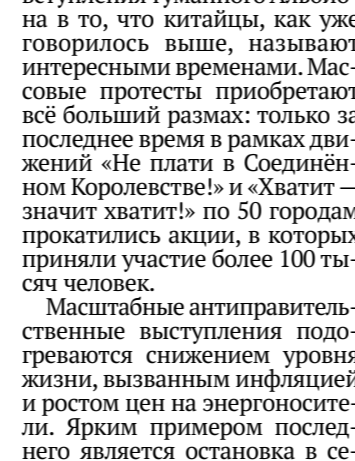 вступления туманного Альбио-
на в то, что китайцы, как уже
говорилось выше, называют
интересными временами. Мас-
совые протесты приобретают
всё больший размах: только за
последнее время в рамках дви-
жений «Не плати в Соединён-
ном Королевстве!» и «Хватит —
значит хватит!» по 50 городам
прокатились акции, в которых
приняли участие более 100 ты-
сяч человек.
Масштабные антиправитель-
ственные выступления подо-
греваются снижением уровня
жизни, вызванным инфляцией
и ростом цен на энергоносите-
ли. Ярким примером послед-
него является остановка в се-